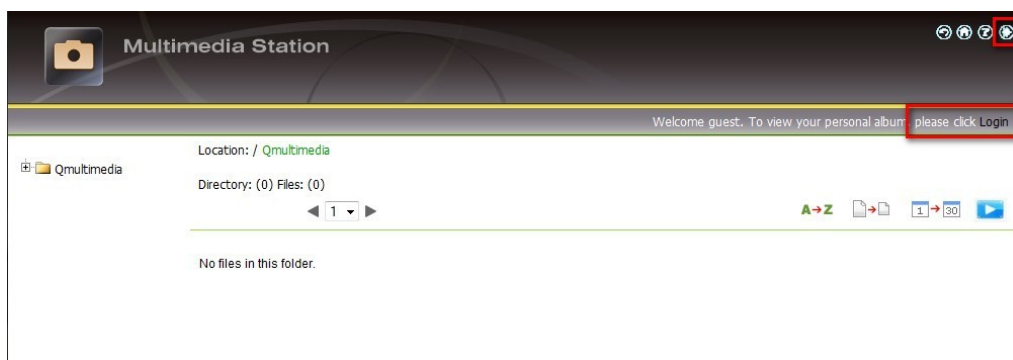 Multimedia Station
Welcome guest. To view your personal album, please click Login
Qmultimedia
Location: / Qmultimedia
Directory: (0) Files: (0)
1
A→Z 1→30
No files in this folder.